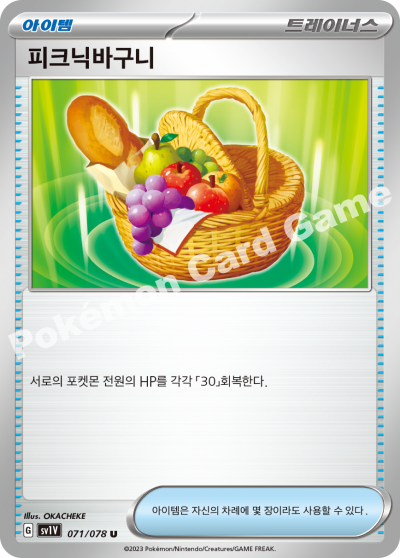 아이템
트레이너스
피크닉바구니
Pokémon Card Game
서로의 포켓몬 전원의 HP를 각각 「30」회복한다.
Illus. OKACHEKE
아이템은 자신의 차례에 몇 장이라도 사용할 수 있다.
G SV1V 071/078 U
©2023 Pokémon/Nintendo/Creatures/GAME FREAK.